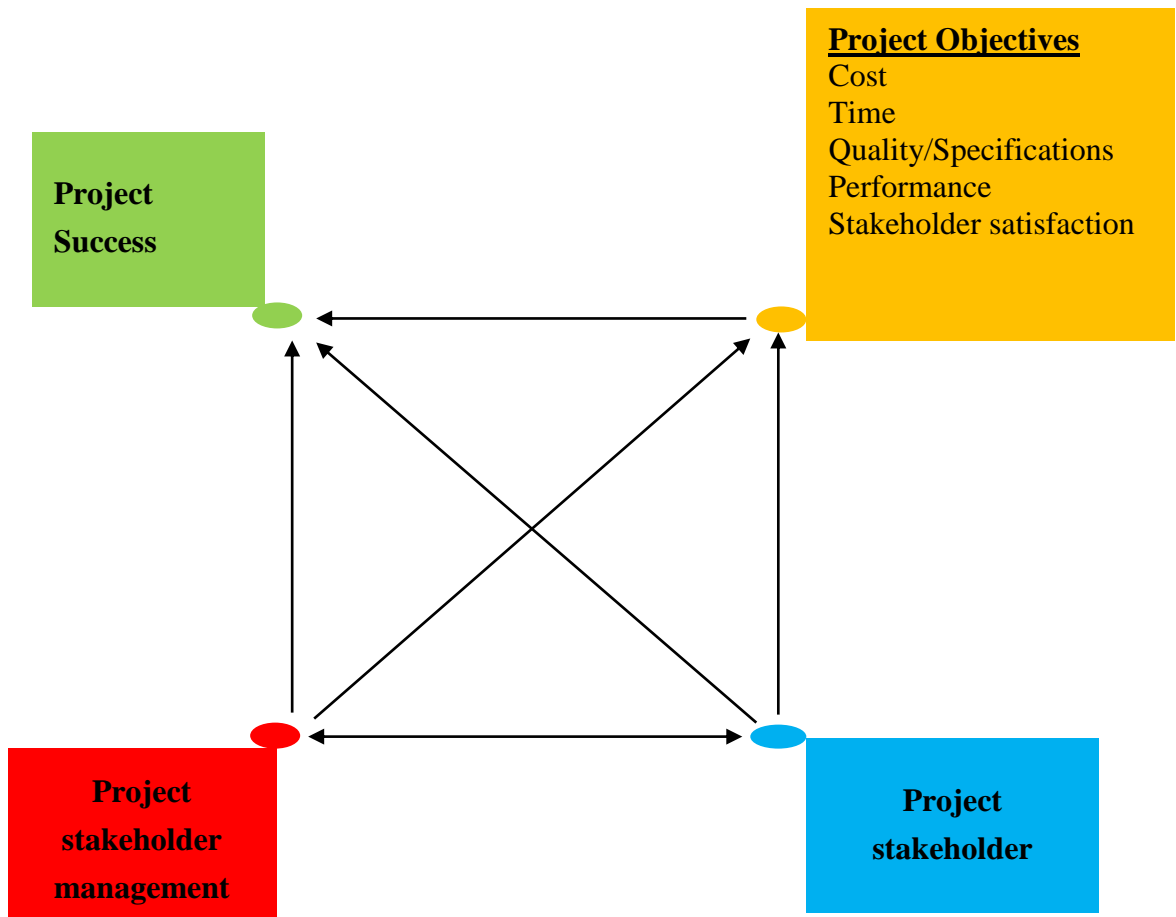 Project Objectives
Cost
Time
Quality/Specifications
Performance
Stakeholder satisfaction
Project
Success
Project
stakeholder
management
Project
stakeholder